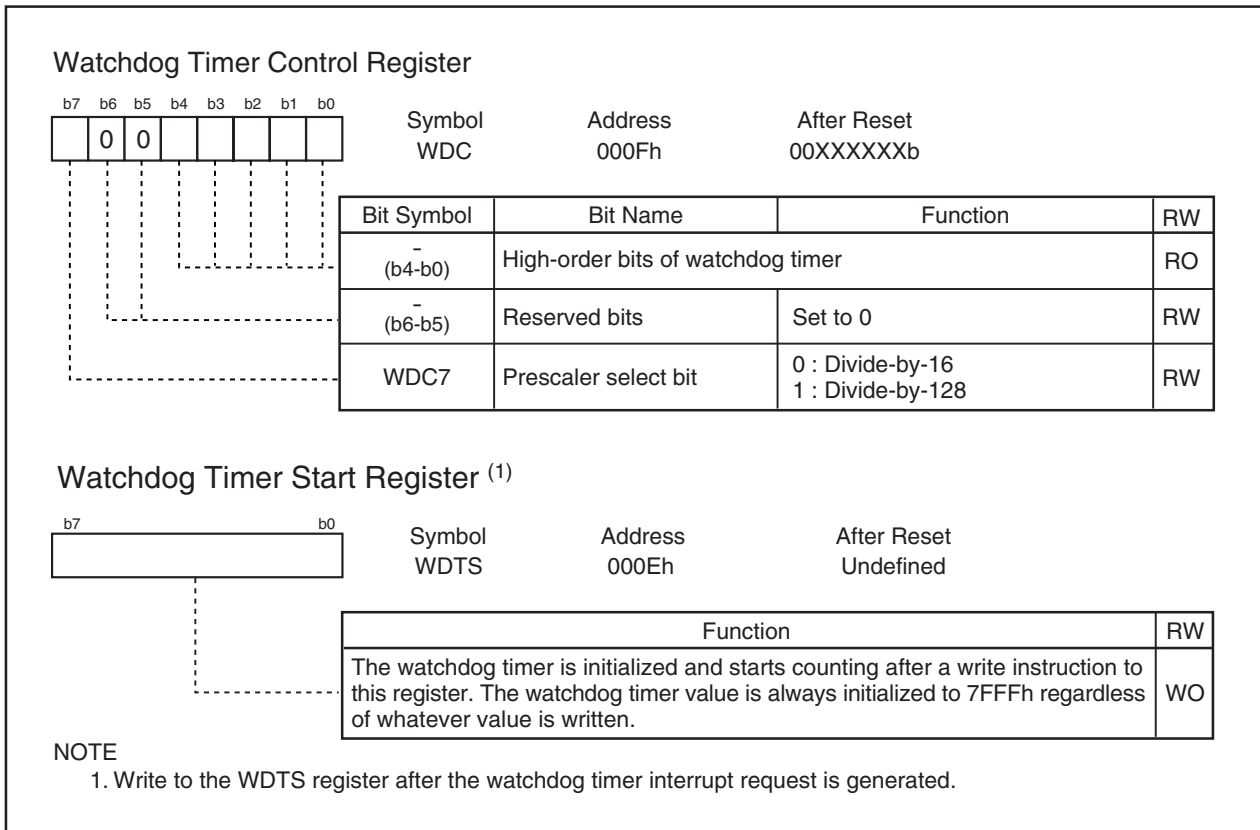 Watchdog Timer Control Register
b7 b6 b5 b4 b3 b2 b1 b0
0 0
Symbol Address After Reset
WDC 000Fh 00XXXXXXb
Bit Symbol Bit Name Function RW
–
(b4-b0) High-order bits of watchdog timer RO
–
(b6-b5) Reserved bits Set to 0 RW
WDC7 Prescaler select bit 0 : Divide-by-16
1 : Divide-by-128 RW
Watchdog Timer Start Register (1)
b7 b0
Symbol Address After Reset
WDTS 000Eh Undefined
Function RW
The watchdog timer is initialized and starts counting after a write instruction to
this register. The watchdog timer value is always initialized to 7FFFh regardless
of whatever value is written. WO
NOTE
1. Write to the WDTS register after the watchdog timer interrupt request is generated.